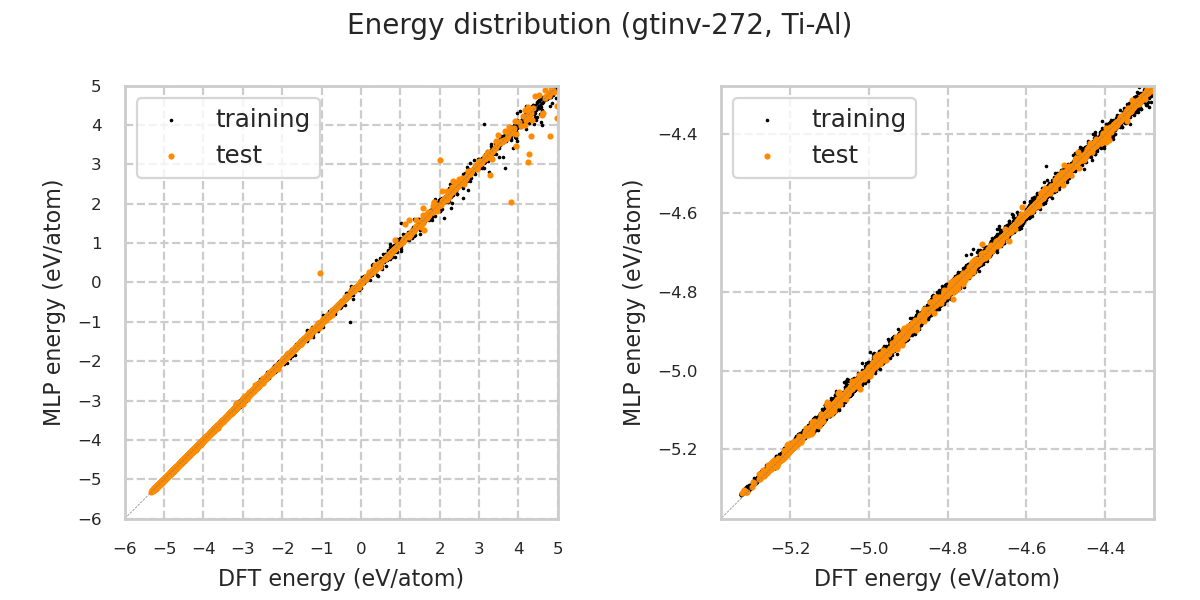 Energy distribution (gtinv-272, Ti-Al)
training
test
5
4
3
2
1
0
−1
−2
−3
−4
−5
−6
−6 −5 −4 −3 −2 −1 0 1 2 3 4 5
MLP energy (eV/atom)
DFT energy (eV/atom)
training
test
−4.4
−4.6
−4.8
−5.0
−5.2
−5.2 −5.0 −4.8 −4.6 −4.4
MLP energy (eV/atom)
DFT energy (eV/atom)